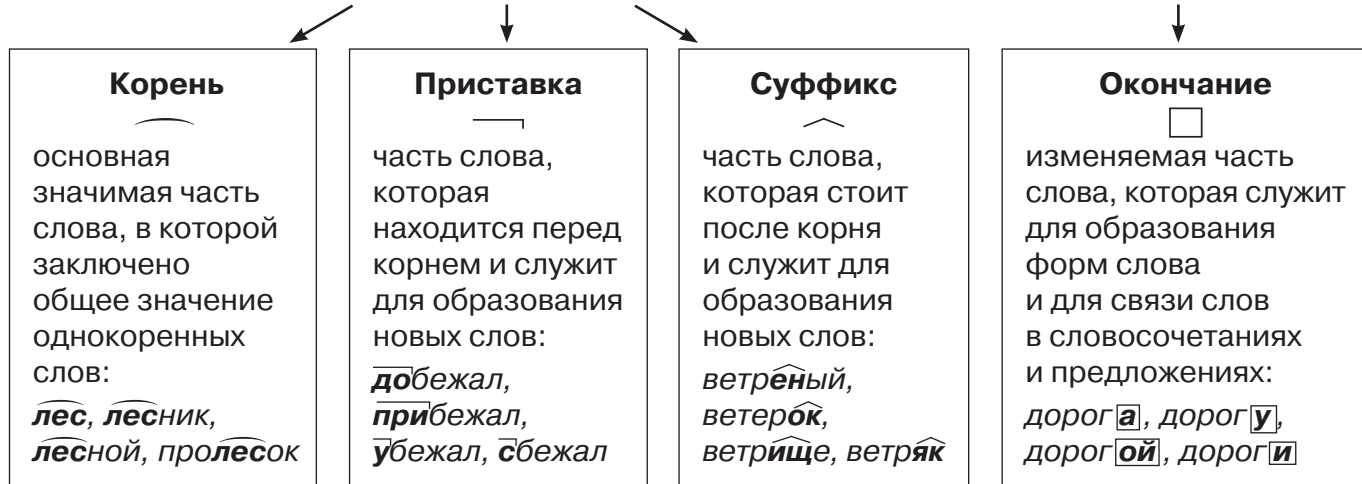 Корень
основная
значимая часть
слова, в которой
заключено
общее значение
однокоренных
слов:
лес, лесник,
лесной, пролесок
Приставка
часть слова,
которая
находится перед
корнем и служит
для образования
новых слов:
добежал,
прибежал,
убежал, сбежал
Суффикс
часть слова,
которая стоит
после корня
и служит для
образования
новых слов:
ветреный,
ветерок,
ветрище, ветряк
Окончание
изменяемая часть
слова, которая служит
для образования
форм слова
и для связи слов
в словосочетаниях
и предложениях:
дорога, дорогу,
дорогой, дороги